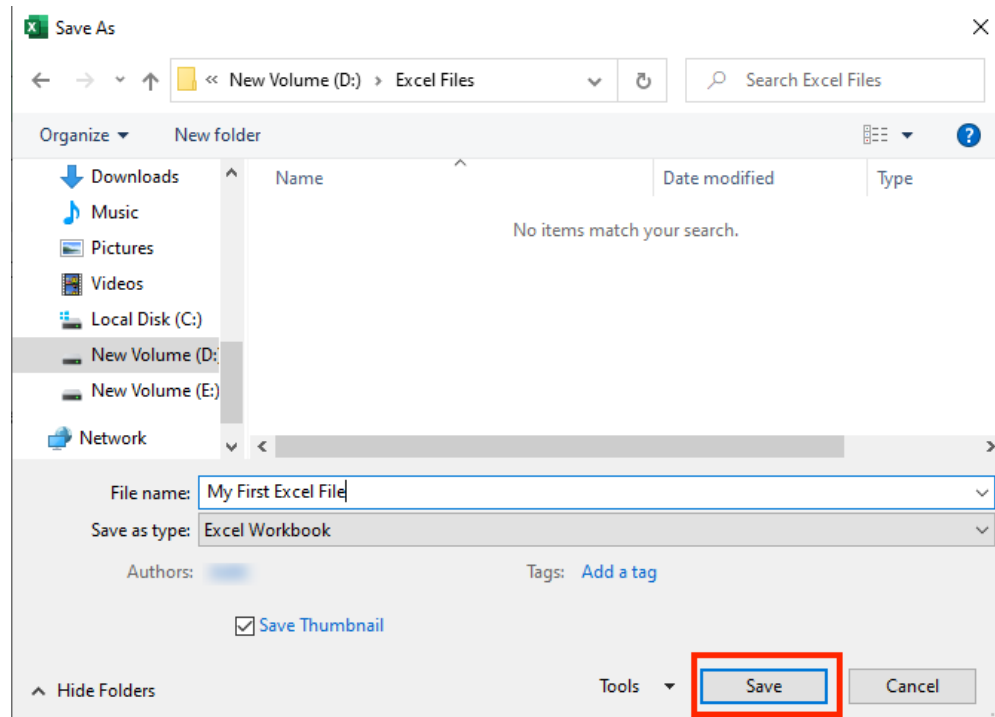 Save As
« New Volume (D:) › Excel Files
Search Excel Files
Organize
New folder
Downloads
Music
Pictures
Videos
Local Disk (C:)
New Volume (D:
New Volume (E:)
Network
Name
Date modified
Type
No items match your search.
File name: My First Excel File
Save as type: Excel Workbook
Authors:
Tags: Add a tag
Save Thumbnail
Hide Folders
Tools
Save
Cancel